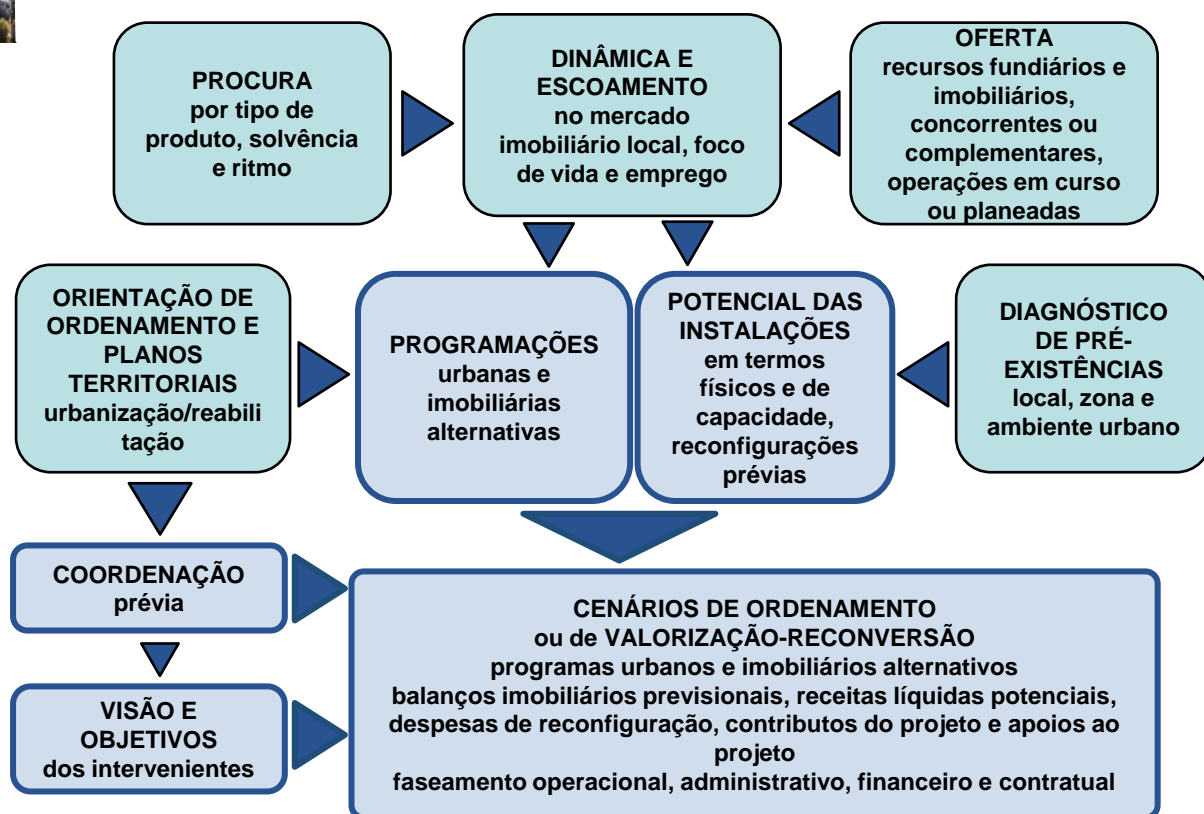 PROCURA
por tipo de
produto, solvência
e ritmo
DINÂMICA E
ESCOAMENTO
no mercado
imobiliário local, foco
de vida e emprego
OFERTA
recursos fundiários e
imobiliários,
concorrentes ou
complementares,
operações em curso
ou planeadas
ORIENTAÇÃO DE
ORDENAMENTO E
PLANOS
TERRITORIAIS
urbanização/reabili
tação
PROGRAMAÇÕES
urbanas e
imobiliárias
alternativas
POTENCIAL DAS
INSTALAÇÕES
em termos
físicos e de
capacidade,
reconfigurações
prévias
DIAGNÓSTICO
DE PRÉ-
EXISTÊNCIAS
local, zona e
ambiente urbano
COORDENAÇÃO
prévia
VISÃO E
OBJETIVOS
dos intervenientes
CENÁRIOS DE ORDENAMENTO
ou de VALORIZAÇÃO-RECONVERSÃO
programas urbanos e imobiliários alternativos
balanços imobiliários previsionais, receitas líquidas potenciais,
despesas de reconfiguração, contributos do projeto e apoios ao
projeto
faseamento operacional, administrativo, financeiro e contratual